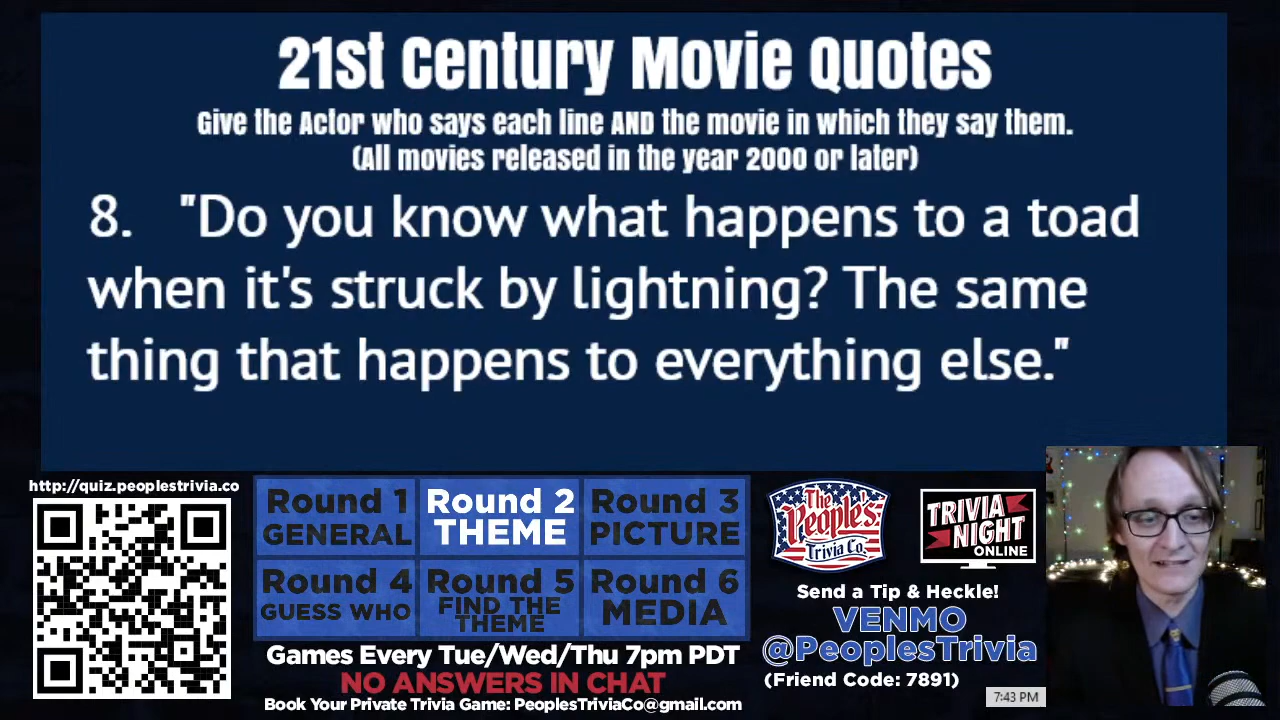 21st Century Movie Quotes
Give the Actor who says each line AND the movie in which they say them.
(All movies released in the year 2000 or later)
8. "Do you know what happens to a toad
when it's struck by lightning? The same
thing that happens to everything else."
http://quiz.peoplestrivia.co
Round 1
GENERAL
Round 2
THEME
Round 3
PICTURE
Round 4
GUESS WHO
Round 5
FIND THE
THEME
Round 6
MEDIA
Games Every Tue/Wed/Thu 7pm PDT
NO ANSWERS IN CHAT
Book Your Private Trivia Game: PeoplesTriviaCo@gmail.com
The
People's
Trivia Co.
TRIVIA
NIGHT
ONLINE
Send a Tip & Heckle!
VENMO
@PeoplesTrivia
(Friend Code: 7891)
7:43 PM